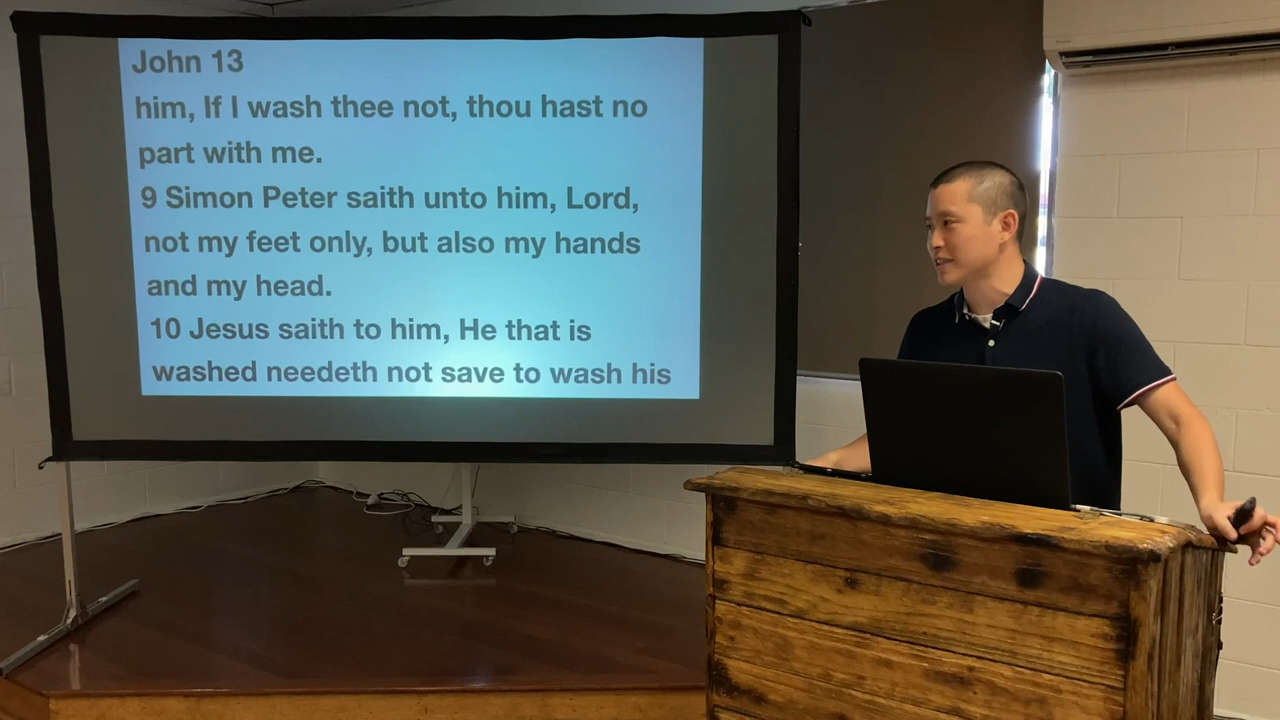 John 13
him, If I wash thee not, thou hast no
part with me.
9 Simon Peter saith unto him, Lord,
not my feet only, but also my hands
and my head.
10 Jesus saith to him, He that is
washed needeth not save to wash his